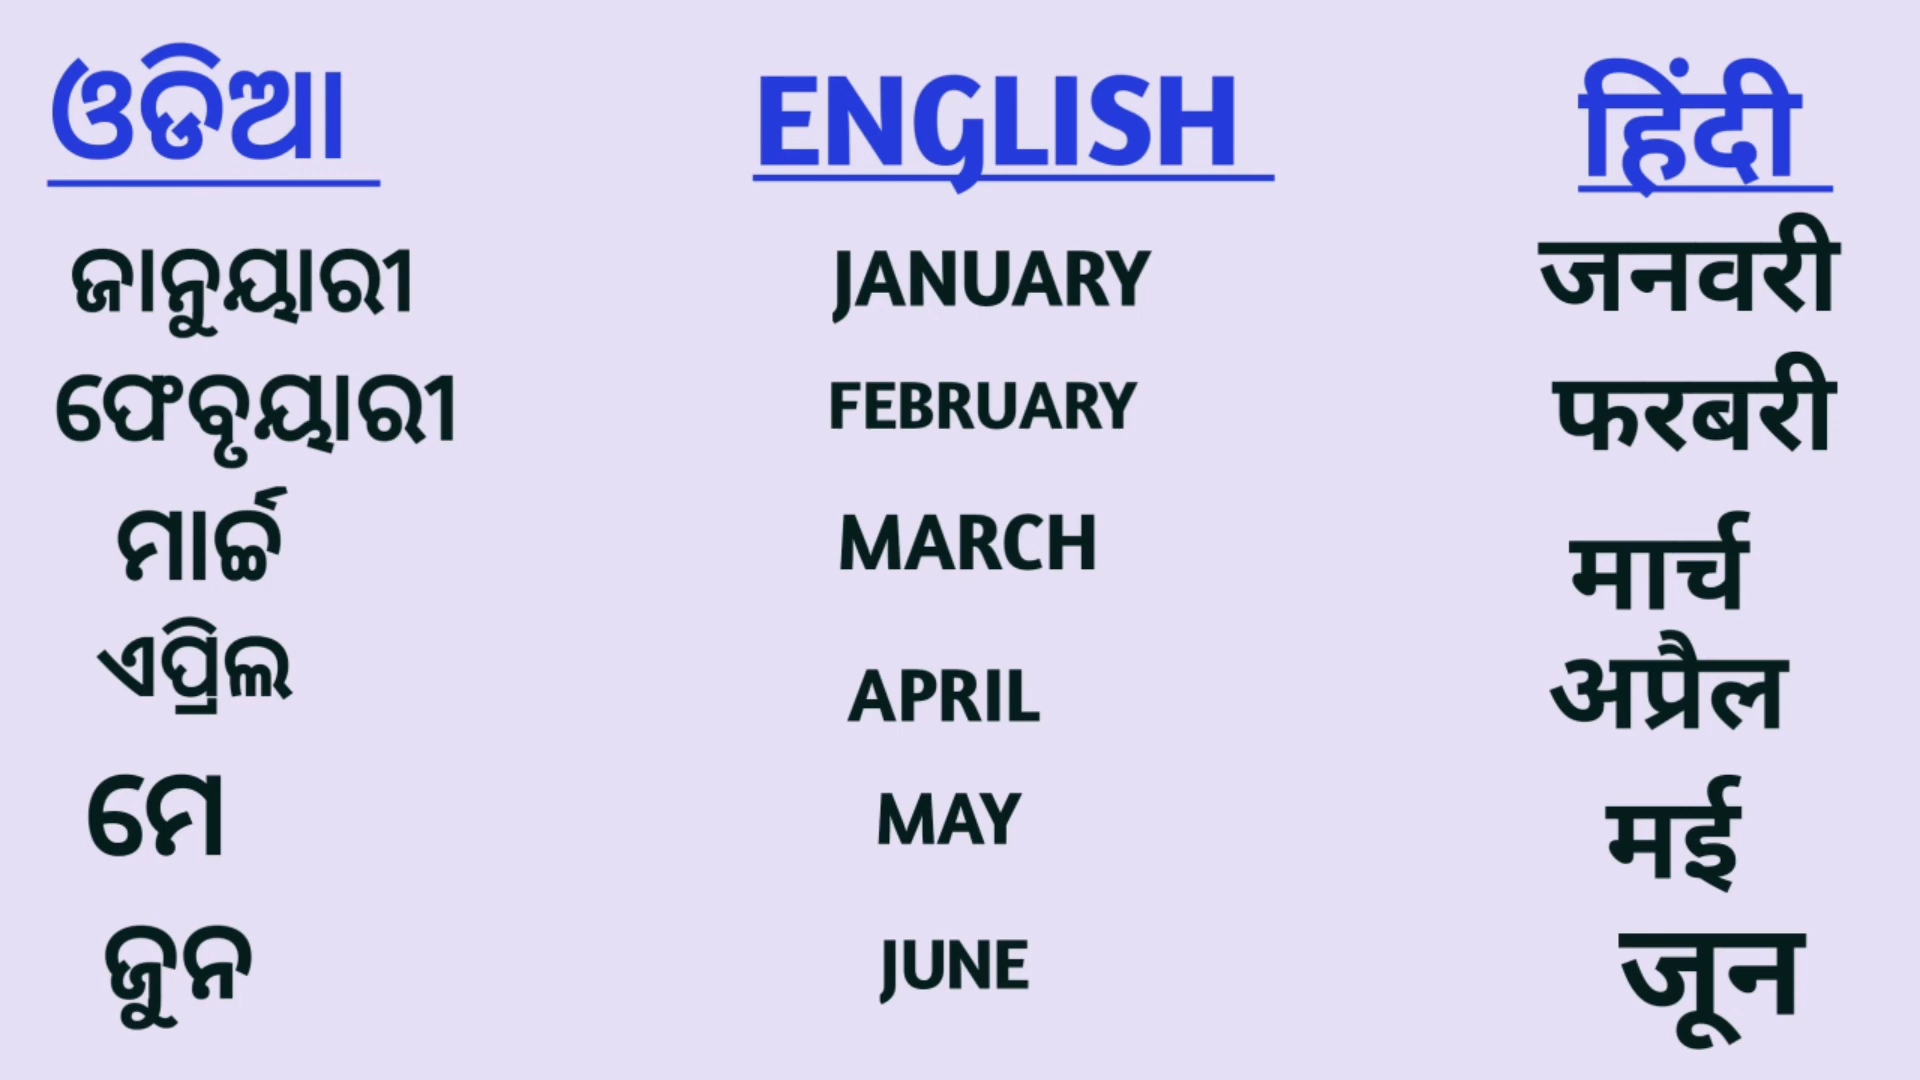 ଓଡିଆ ENGLISH हिंदी
ଜାନୁୟାରୀ JANUARY जनवरी
ଫେବୃୟାରୀ FEBRUARY फरबरी
ମାର୍ଚ୍ଚ MARCH मार्च
ଏପ୍ରିଲ APRIL अप्रैल
ମେ MAY मई
ଜୁନ JUNE जून